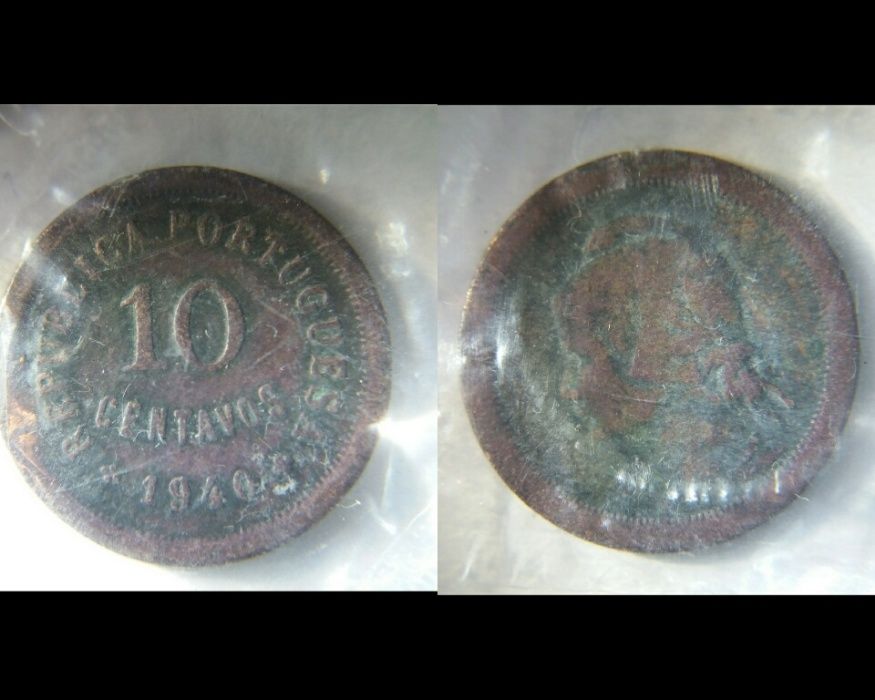 REPUBLICA PORTUGUESA
10
CENTAVOS
* 1940 *